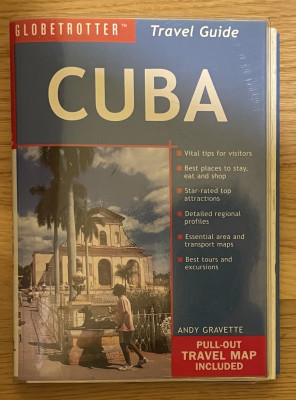 GLOBETROTTER™
Travel Guide
CUBA
Vital tips for visitors
Best places to stay,
eat and shop
Star-rated top
attractions
Detailed regional
profiles
Essential area and
transport maps
Best tours and
excursions
ANDY GRAVETTE
PULL-OUT
TRAVEL MAP
INCLUDED